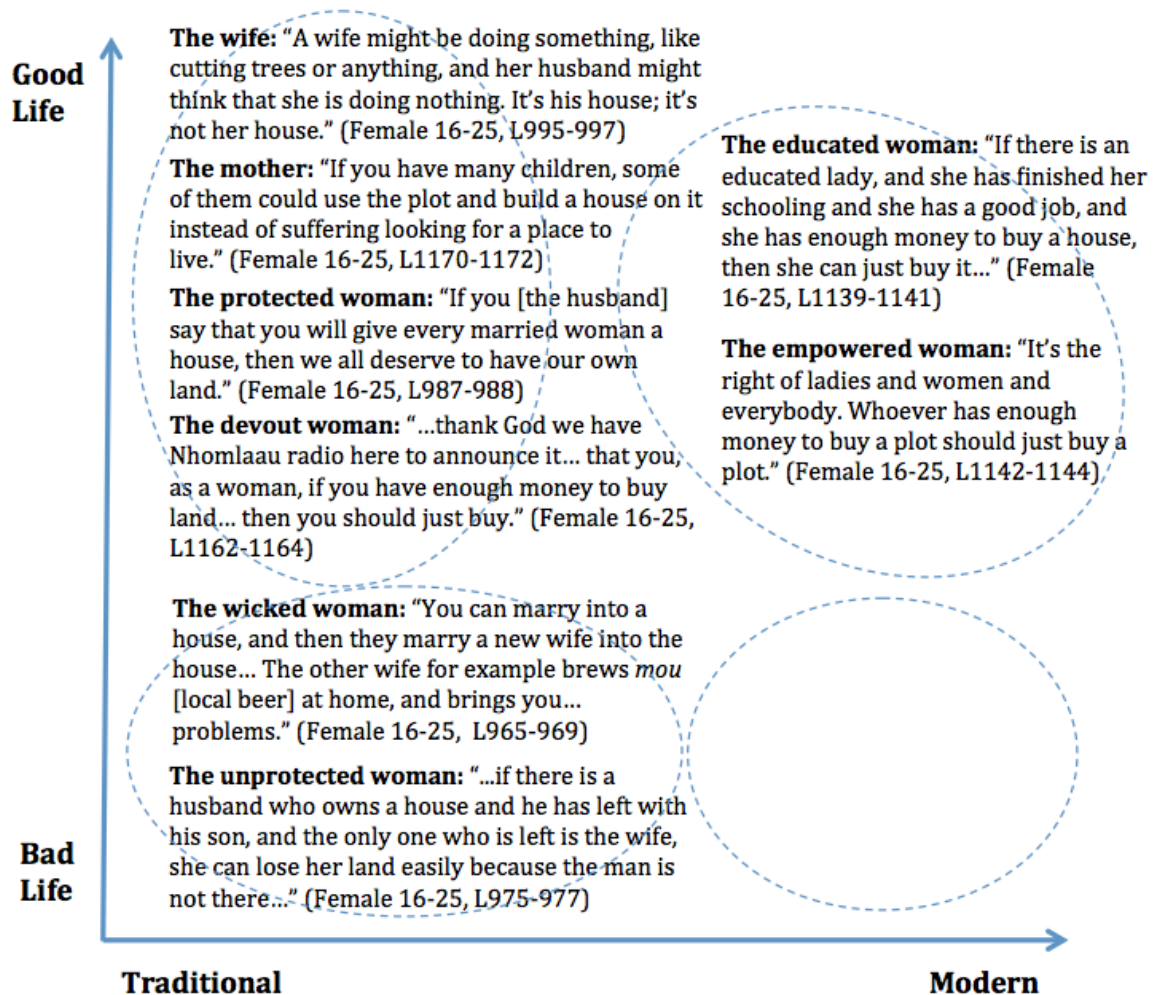 Good
Life
The wife: “A wife might be doing something, like
cutting trees or anything, and her husband might
think that she is doing nothing. It’s his house; it’s
not her house.” (Female 16-25, L995-997)
The mother: “If you have many children, some
of them could use the plot and build a house on it
instead of suffering looking for a place to
live.” (Female 16-25, L1170-1172)
The protected woman: “If you [the husband]
say that you will give every married woman a
house, then we all deserve to have our own
land.” (Female 16-25, L987-988)
The devout woman: “…thank God we have
Nhomlaau radio here to announce it… that you,
as a woman, if you have enough money to buy
land… then you should just buy.” (Female 16-25,
L1162-1164)
The educated woman: “If there is an
educated lady, and she has finished her
schooling and she has a good job, and
she has enough money to buy a house,
then she can just buy it…” (Female
16-25, L1139-1141)
The empowered woman: “It’s the
right of ladies and women and
everybody. Whoever has enough
money to buy a plot should just buy a
plot.” (Female 16-25, L1142-1144)
The wicked woman: “You can marry into a
house, and then they marry a new wife into the
house… The other wife for example brews mou
[local beer] at home, and brings you…
problems.” (Female 16-25, L965-969)
The unprotected woman: “…if there is a
husband who owns a house and he has left with
his son, and the only one who is left is the wife,
she can lose her land easily because the man is
not there…” (Female 16-25, L975-977)
Bad
Life
Traditional
Modern